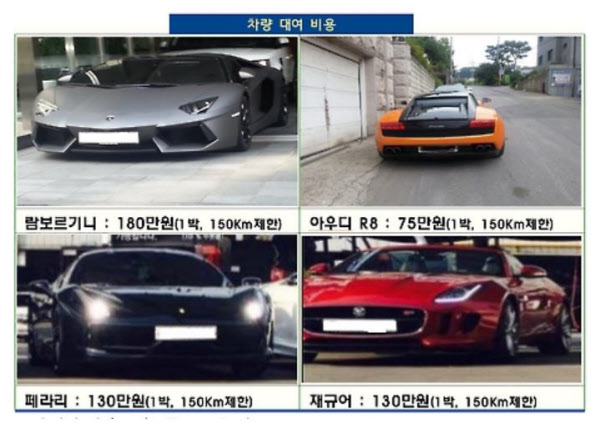 차량 대여 비용
람보르기니 : 180만원(1박, 150Km제한)
아우디 R8 : 75만원(1박, 150Km제한)
페라리 : 130만원(1박, 150Km제한)
재규어 : 130만원(1박, 150Km제한)